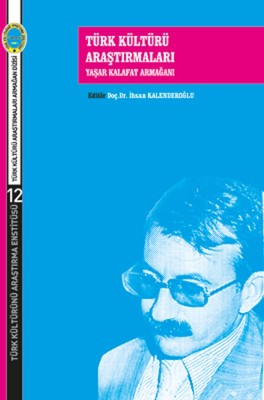 TÜRK KÜLTÜRÜ
ARAŞTIRMALARI
YAŞAR KALAFAT ARMAĞANI
Editör Doç.Dr. İhsan KALENDEROĞLU
TÜRK KÜLTÜRÜNÜ ARAŞTIRMA ENSTİTÜSÜ
12
TÜRK KÜLTÜRÜ ARAŞTIRMALARI ARMAĞAN DİZİSİ